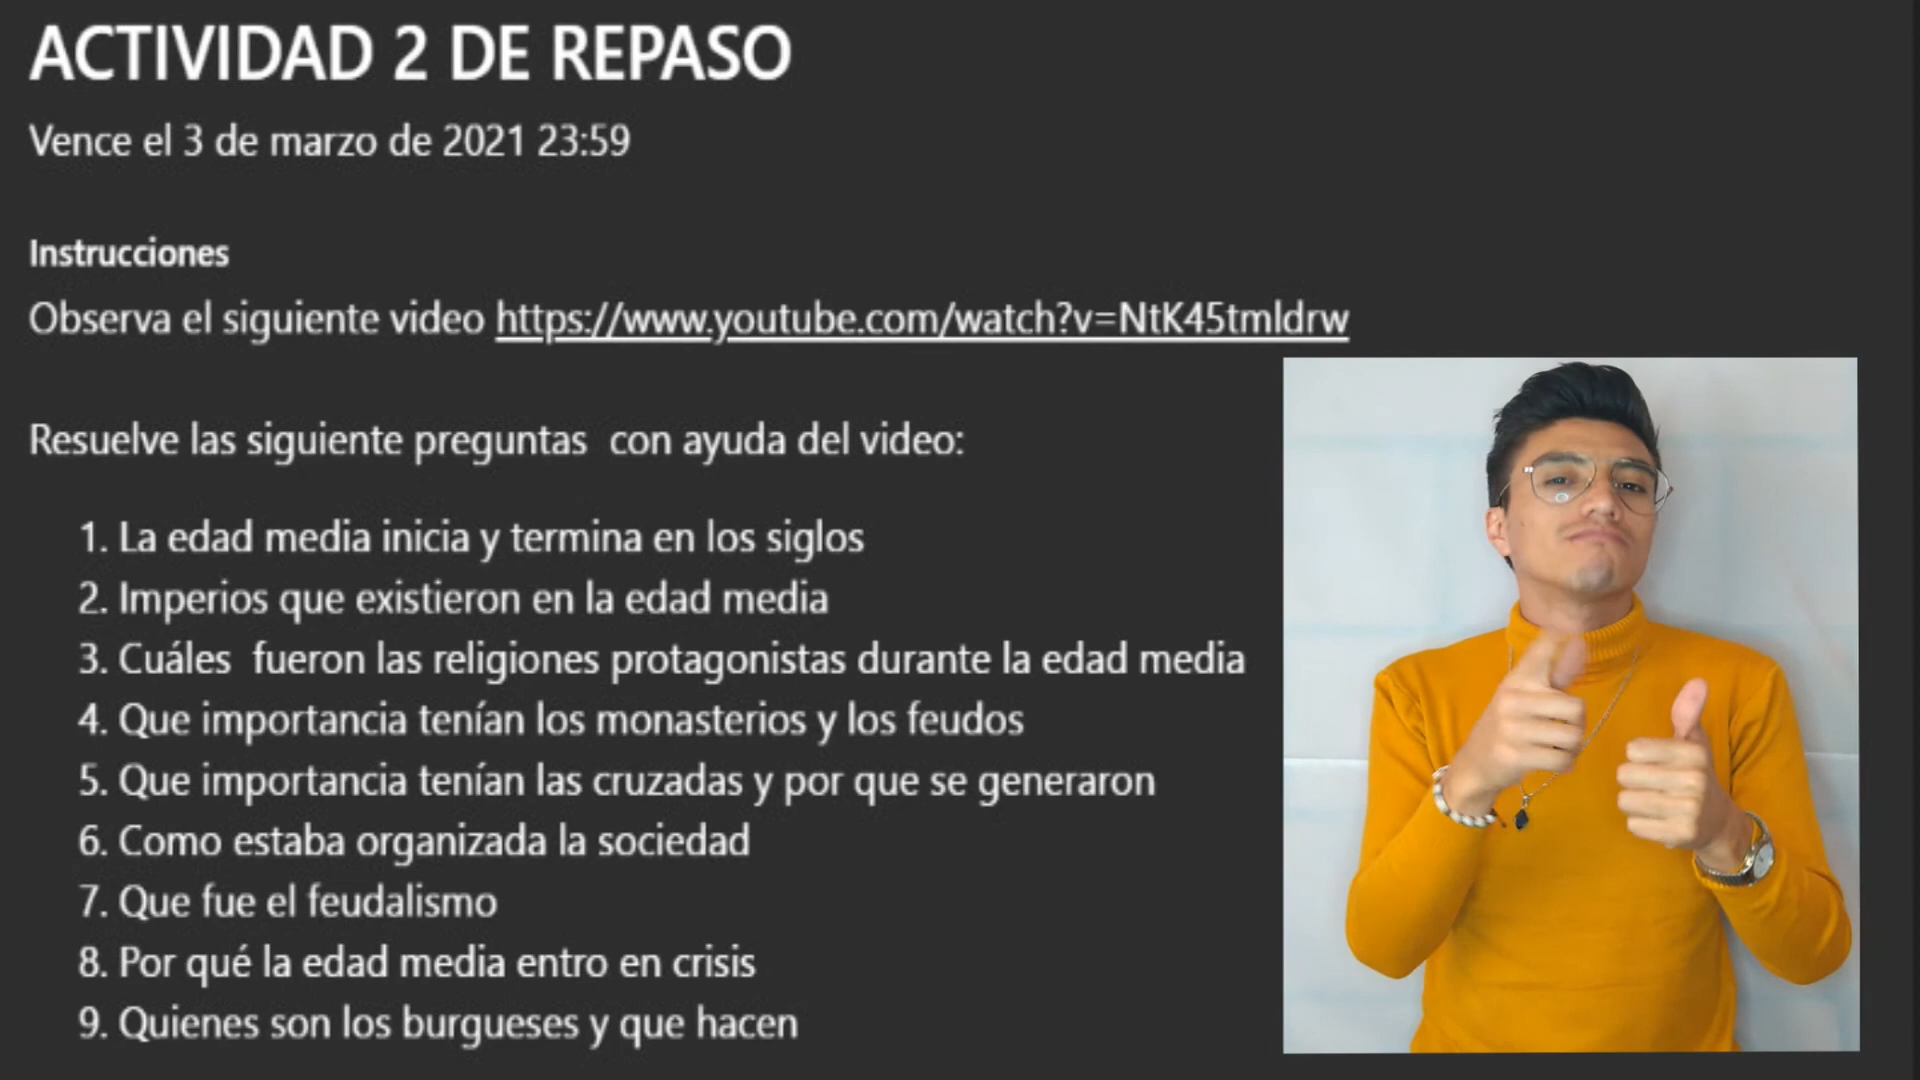 ACTIVIDAD 2 DE REPASO
Vence el 3 de marzo de 2021 23:59
Instrucciones
Observa el siguiente video https://www.youtube.com/watch?v=NtK45tmldrw
Resuelve las siguiente preguntas con ayuda del video:
1. La edad media inicia y termina en los siglos
2. Imperios que existieron en la edad media
3. Cuáles fueron las religiones protagonistas durante la edad media
4. Que importancia tenían los monasterios y los feudos
5. Que importancia tenían las cruzadas y por que se generaron
6. Como estaba organizada la sociedad
7. Que fue el feudalismo
8. Por qué la edad media entro en crisis
9. Quienes son los burgueses y que hacen